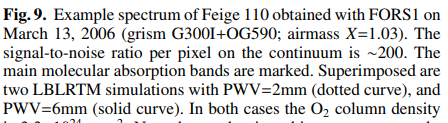 Fig. 9. Example spectrum of Feige 110 obtained with FORS1 on
March 13, 2006 (grism G300I+OG590; airmass X=1.03). The
signal-to-noise ratio per pixel on the continuum is ~200. The
main molecular absorption bands are marked. Superimposed are
two LBLRTM simulations with PWV=2mm (dotted curve), and
PWV=6mm (solid curve). In both cases the O₂ column density